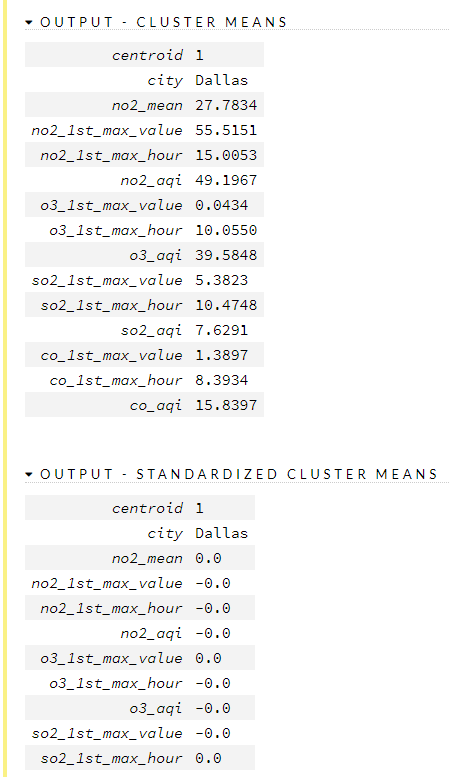 OUTPUT - CLUSTER MEANS
centroid 1
city Dallas
no2_mean 27.7834
no2_1st_max_value 55.5151
no2_1st_max_hour 15.0053
no2_aqi 49.1967
o3_1st_max_value 0.0434
o3_1st_max_hour 10.0550
o3_aqi 39.5848
so2_1st_max_value 5.3823
so2_1st_max_hour 10.4748
so2_aqi 7.6291
co_1st_max_value 1.3897
co_1st_max_hour 8.3934
co_aqi 15.8397
OUTPUT - STANDARDIZED CLUSTER MEANS
centroid 1
city Dallas
no2_mean 0.0
no2_1st_max_value -0.0
no2_1st_max_hour -0.0
no2_aqi -0.0
o3_1st_max_value 0.0
o3_1st_max_hour -0.0
o3_aqi -0.0
so2_1st_max_value -0.0
so2_1st_max_hour 0.0